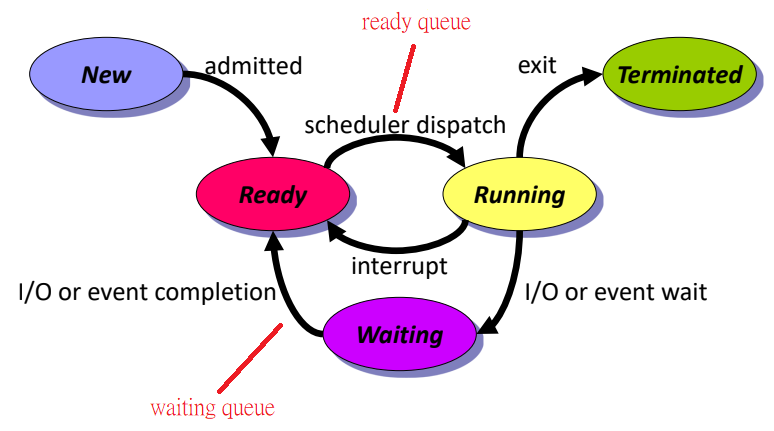 ready queue
New
admitted
exit
Terminated
scheduler dispatch
Ready
Running
interrupt
I/O or event completion
I/O or event wait
Waiting
waiting queue